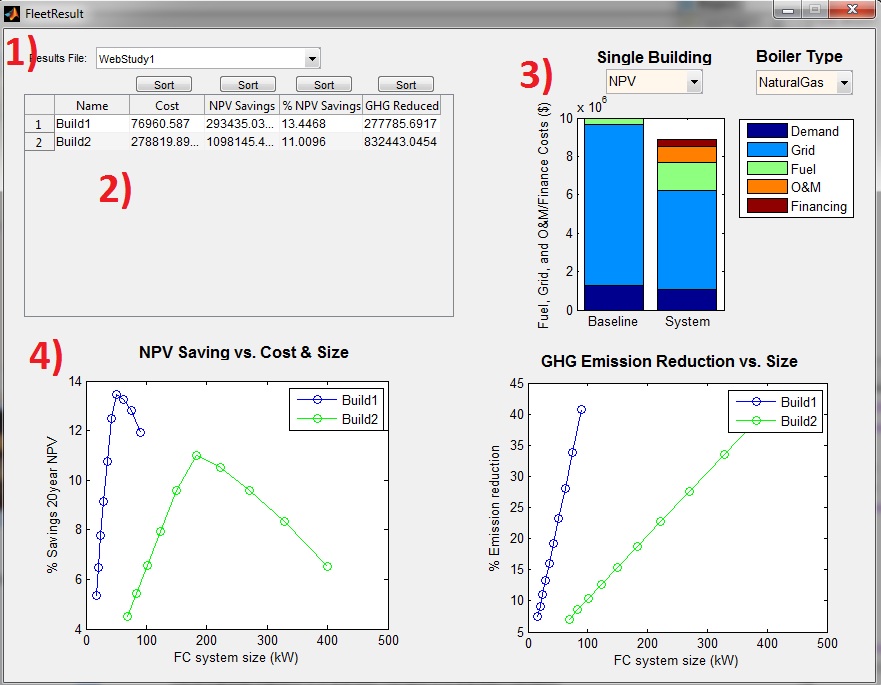 FleetResult
1)
Results File:
WebStudy1
Sort Sort Sort Sort
Name Cost NPV Savings % NPV Savings GHG Reduced
1 Build1 76960.587 293435.03... 13.4468 277785.6917
2 Build2 278819.89... 1098145.4... 11.0096 832443.0454
2)
3)
Single Building
NPV
Boiler Type
NaturalGas
x 10^6
Fuel, Grid, and O&M/Finance Costs ($)
10
8
6
4
2
0
Baseline System
Demand
Grid
Fuel
O&M
Financing
4)
NPV Saving vs. Cost & Size
% Savings 20year NPV
14
12
10
8
6
4
0 100 200 300 400 500
FC system size (kW)
Build1
Build2
GHG Emission Reduction vs. Size
% Emission reduction
45
40
35
30
25
20
15
10
5
0 100 200 300 400 500
FC system size (kW)
Build1
Build2